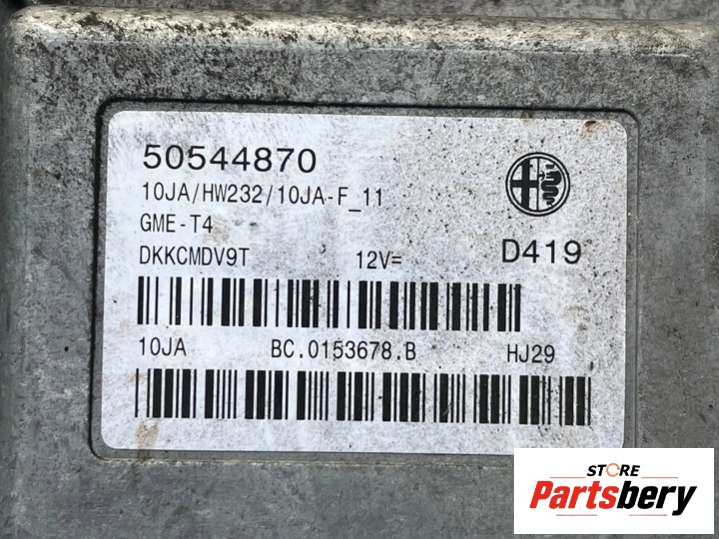 50544870
10JA/HW232/10JA-F_11
GME-T4
DKKCMDV9T 12V= D419
10JA BC.0153678.B HJ29
STORE
Partsbery